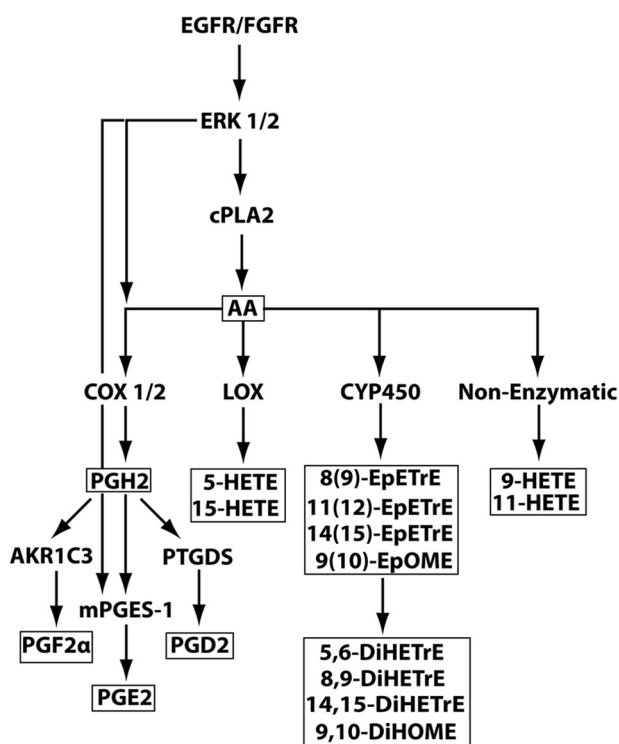 EGFR/FGFR
ERK 1/2
cPLA2
AA
COX 1/2 LOX CYP450 Non-Enzymatic
PGH2
5-HETE
15-HETE
8(9)-EpETrE
11(12)-EpETrE
14(15)-EpETrE
9(10)-EpOME
9-HETE
11-HETE
AKR1C3 PTGDS
mPGES-1
PGF2α PGD2
PGE2
5,6-DiHETrE
8,9-DiHETrE
14,15-DiHETrE
9,10-DiHOME